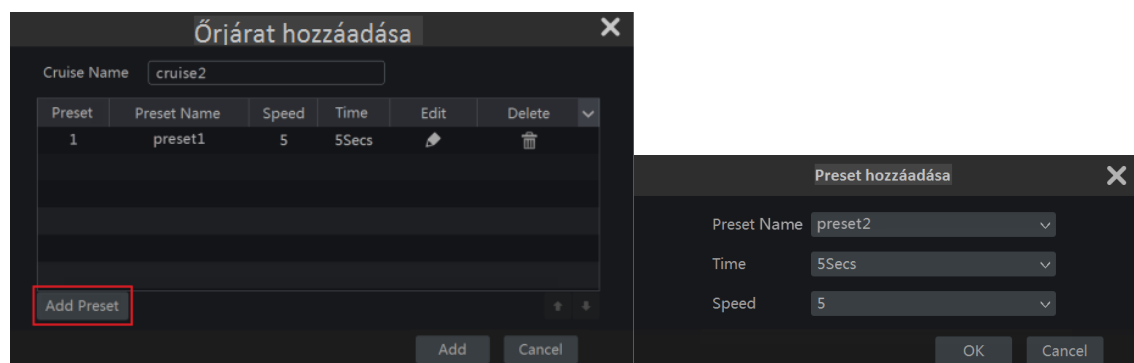 Őrjárat hozzáadása
Cruise Name cruise2
Preset Preset Name Speed Time Edit Delete
1 preset1 5 5Secs
Add Preset
Add Cancel
Preset hozzáadása
Preset Name preset2
Time 5Secs
Speed 5
OK Cancel